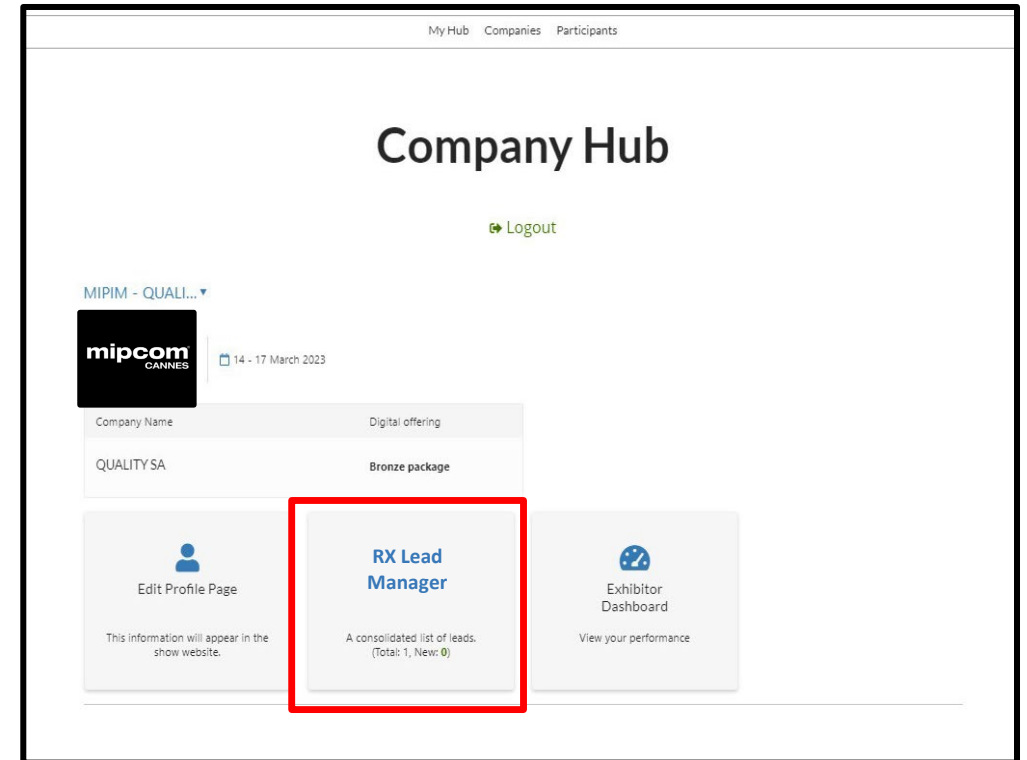 My Hub Companies Participants
Company Hub
Logout
MIPIM - QUALI...
mipcom
CANNES
14 - 17 March 2023
Company Name Digital offering
QUALITY SA Bronze package
Edit Profile Page
This information will appear in the
show website.
RX Lead
Manager
A consolidated list of leads.
(Total: 1, New: 0)
Exhibitor
Dashboard
View your performance